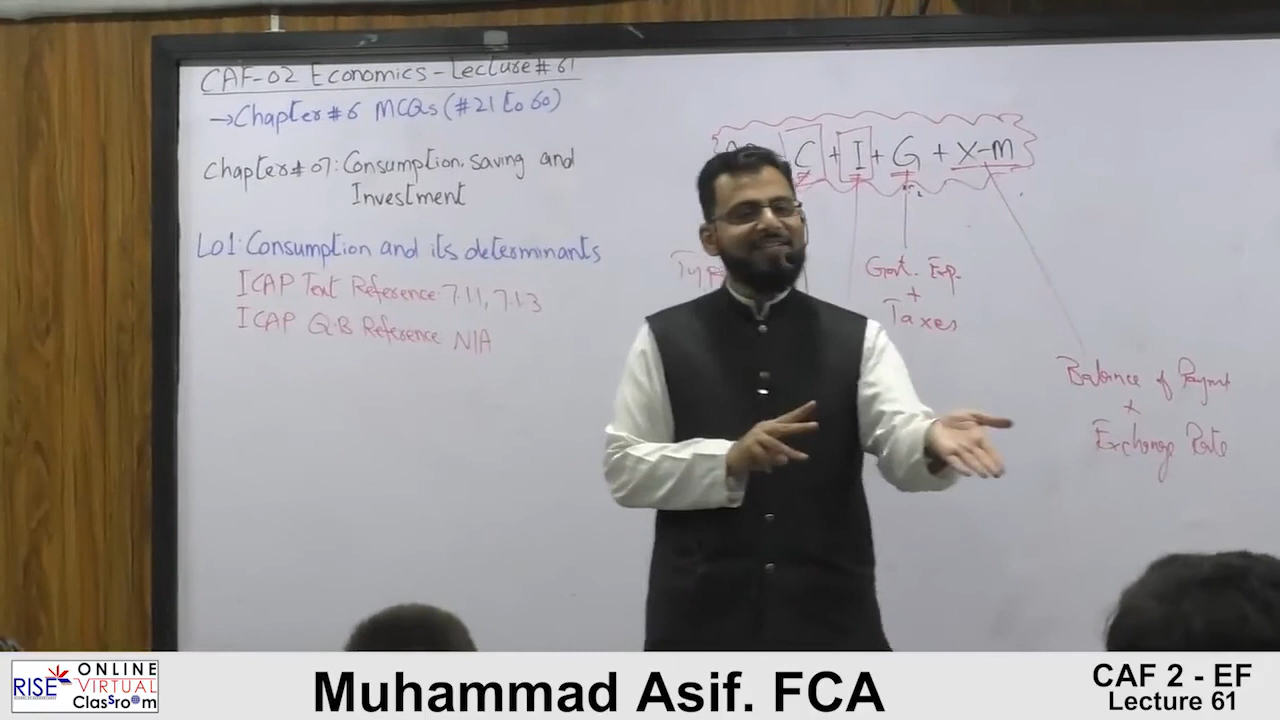 CAF-02 Economics-Lecture # 61
→Chapter # 6 MCQs (#21 to 60)
Chapter # 07: Consumption, saving and
Investment
LO1: Consumption and its determinants
ICAP Text Reference 7.1.1, 7.1.3
ICAP Q.B Reference N/A
C + I + G + X-M
Govt. Exp.
+
Taxes
Balance of Paymt
+
Exchange Rate
RISE
ONLINE
VIRTUAL
Classroom
Muhammad Asif. FCA
CAF 2 - EF
Lecture 61